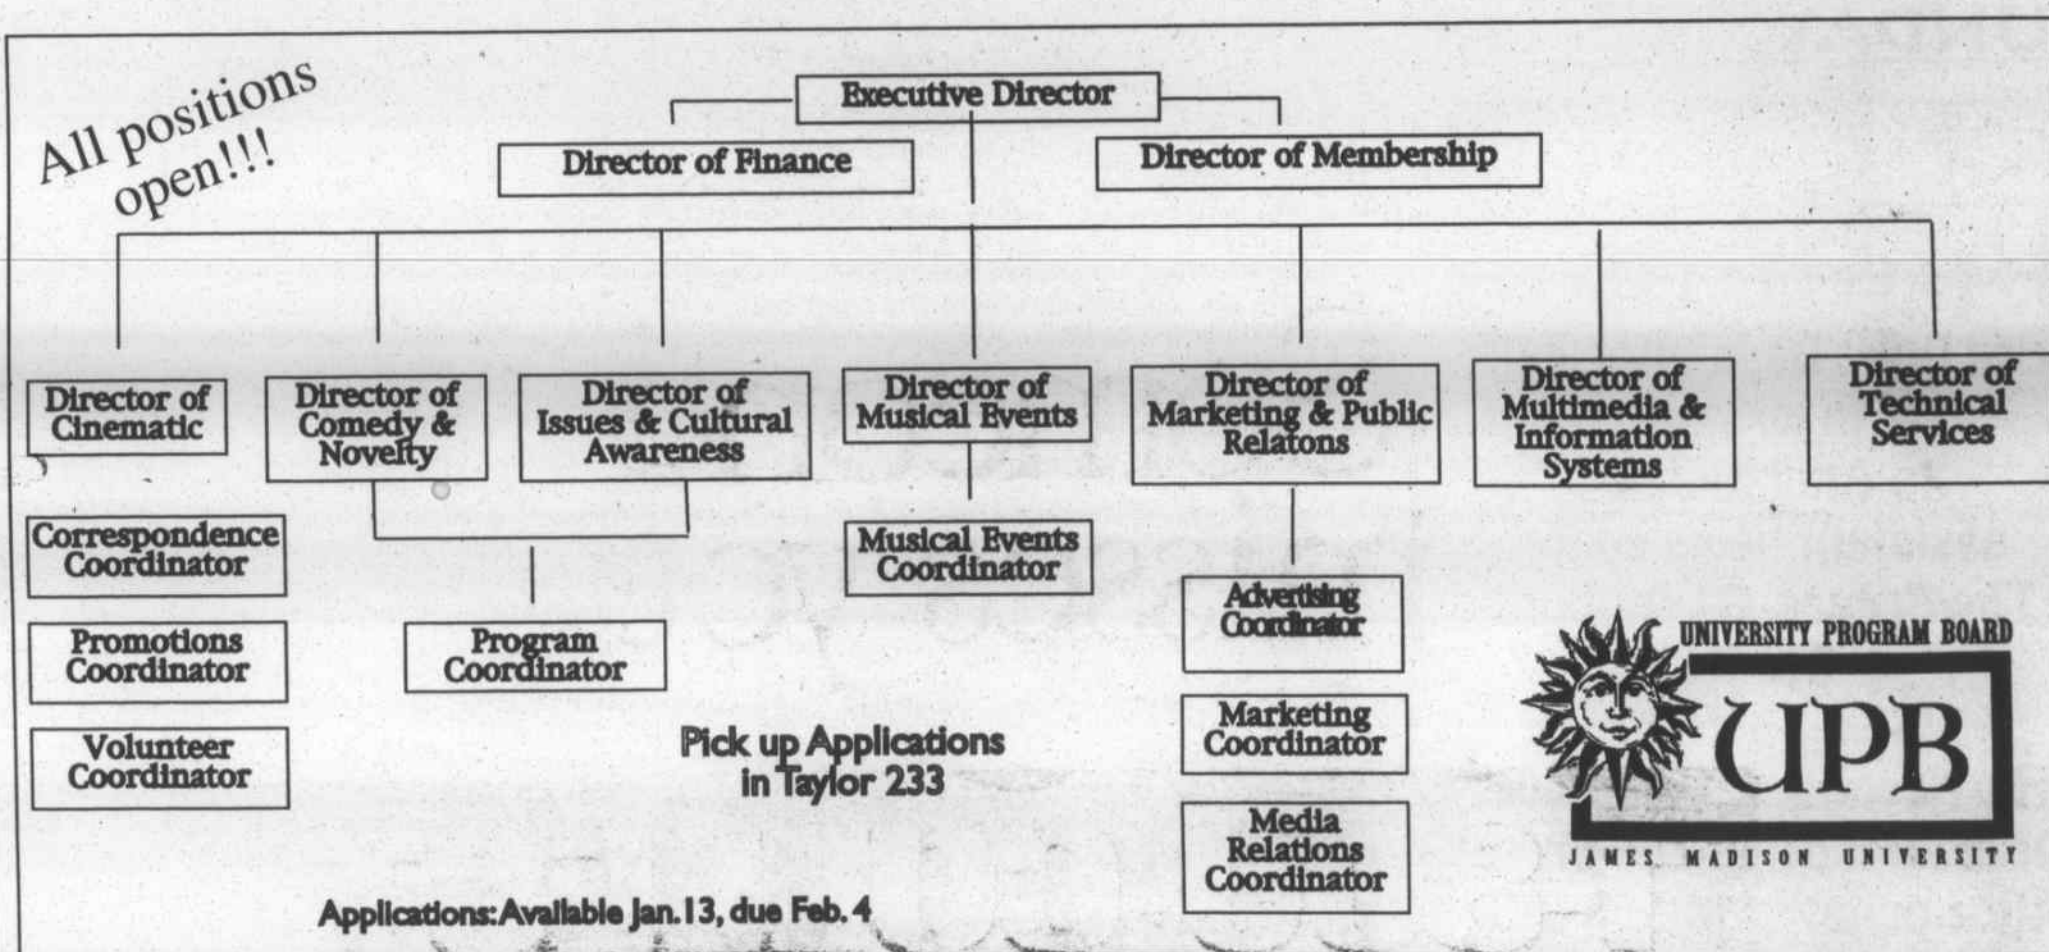 All positions
open!!!
Executive Director
Director of Finance
Director of Membership
Director of
Cinematic
Director of
Comedy &
Novelty
Director of
Issues & Cultural
Awareness
Director of
Musical Events
Director of
Marketing & Public
Relatons
Director of
Multimedia &
Information
Systems
Director of
Technical
Services
Correspondence
Coordinator
Promotions
Coordinator
Volunteer
Coordinator
Program
Coordinator
Musical Events
Coordinator
Advertising
Coordinator
Marketing
Coordinator
Media
Relations
Coordinator
Pick up Applications
in Taylor 233
Applications: Available Jan. 13, due Feb. 4
UNIVERSITY PROGRAM BOARD
UPB
JAMES MADISON UNIVERSITY